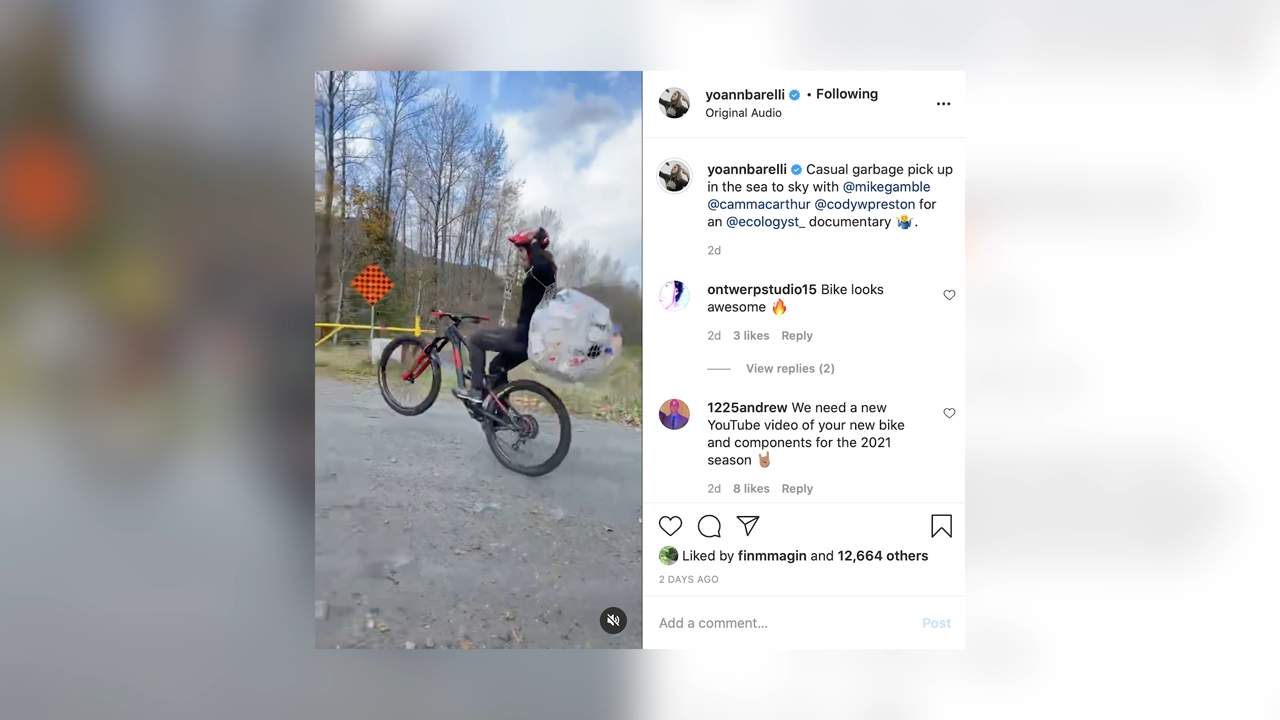 yoannbarelli • Following
Original Audio
yoannbarelli Casual garbage pick up
in the sea to sky with @mikegamble
@cammacarthur @codywpreston for
an @ecologyst_ documentary 🤷‍♂️ .
2d
ontwerpstudio15 Bike looks
awesome 🔥
2d 3 likes Reply
View replies (2)
1225andrew We need a new
YouTube video of your new bike
and components for the 2021
season 🤘🏽
2d 8 likes Reply
Liked by finmmagin and 12,664 others
2 DAYS AGO
Add a comment... Post